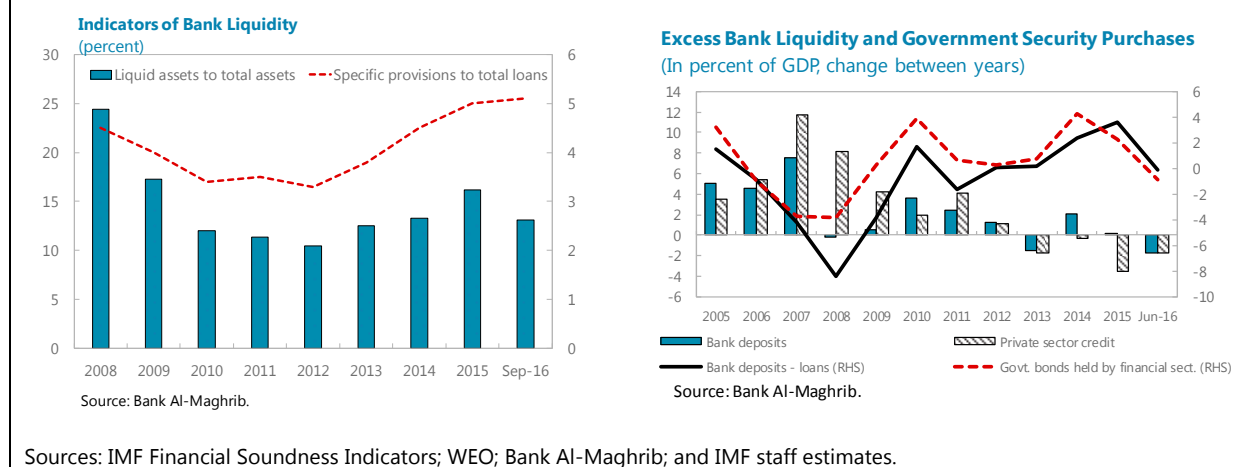 Indicators of Bank Liquidity
(percent)
30
25
20
15
10
5
0
6
5
4
3
2
1
0
Liquid assets to total assets
Specific provisions to total loans
2008 2009 2010 2011 2012 2013 2014 2015 Sep-16
Source: Bank Al-Maghrib.
Excess Bank Liquidity and Government Security Purchases
(In percent of GDP, change between years)
14
12
10
8
6
4
2
0
-2
-4
-6
6
4
2
0
-2
-4
-6
-8
-10
2005 2006 2007 2008 2009 2010 2011 2012 2013 2014 2015 Jun-16
Bank deposits
Private sector credit
Bank deposits - loans (RHS)
Govt. bonds held by financial sect. (RHS)
Source: Bank Al-Maghrib.
Sources: IMF Financial Soundness Indicators; WEO; Bank Al-Maghrib; and IMF staff estimates.